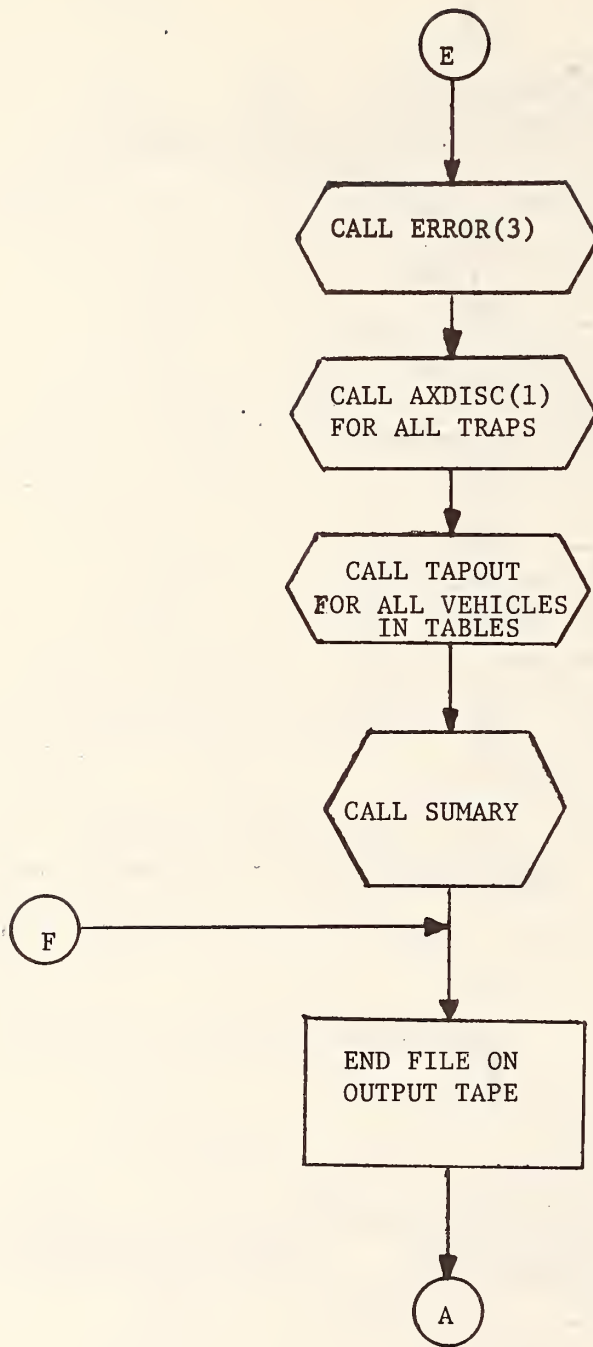 E
CALL ERROR(3)
CALL AXDISC(1)
FOR ALL TRAPS
CALL TAPOUT
FOR ALL VEHICLES
IN TABLES
CALL SUMARY
F
END FILE ON
OUTPUT TAPE
A